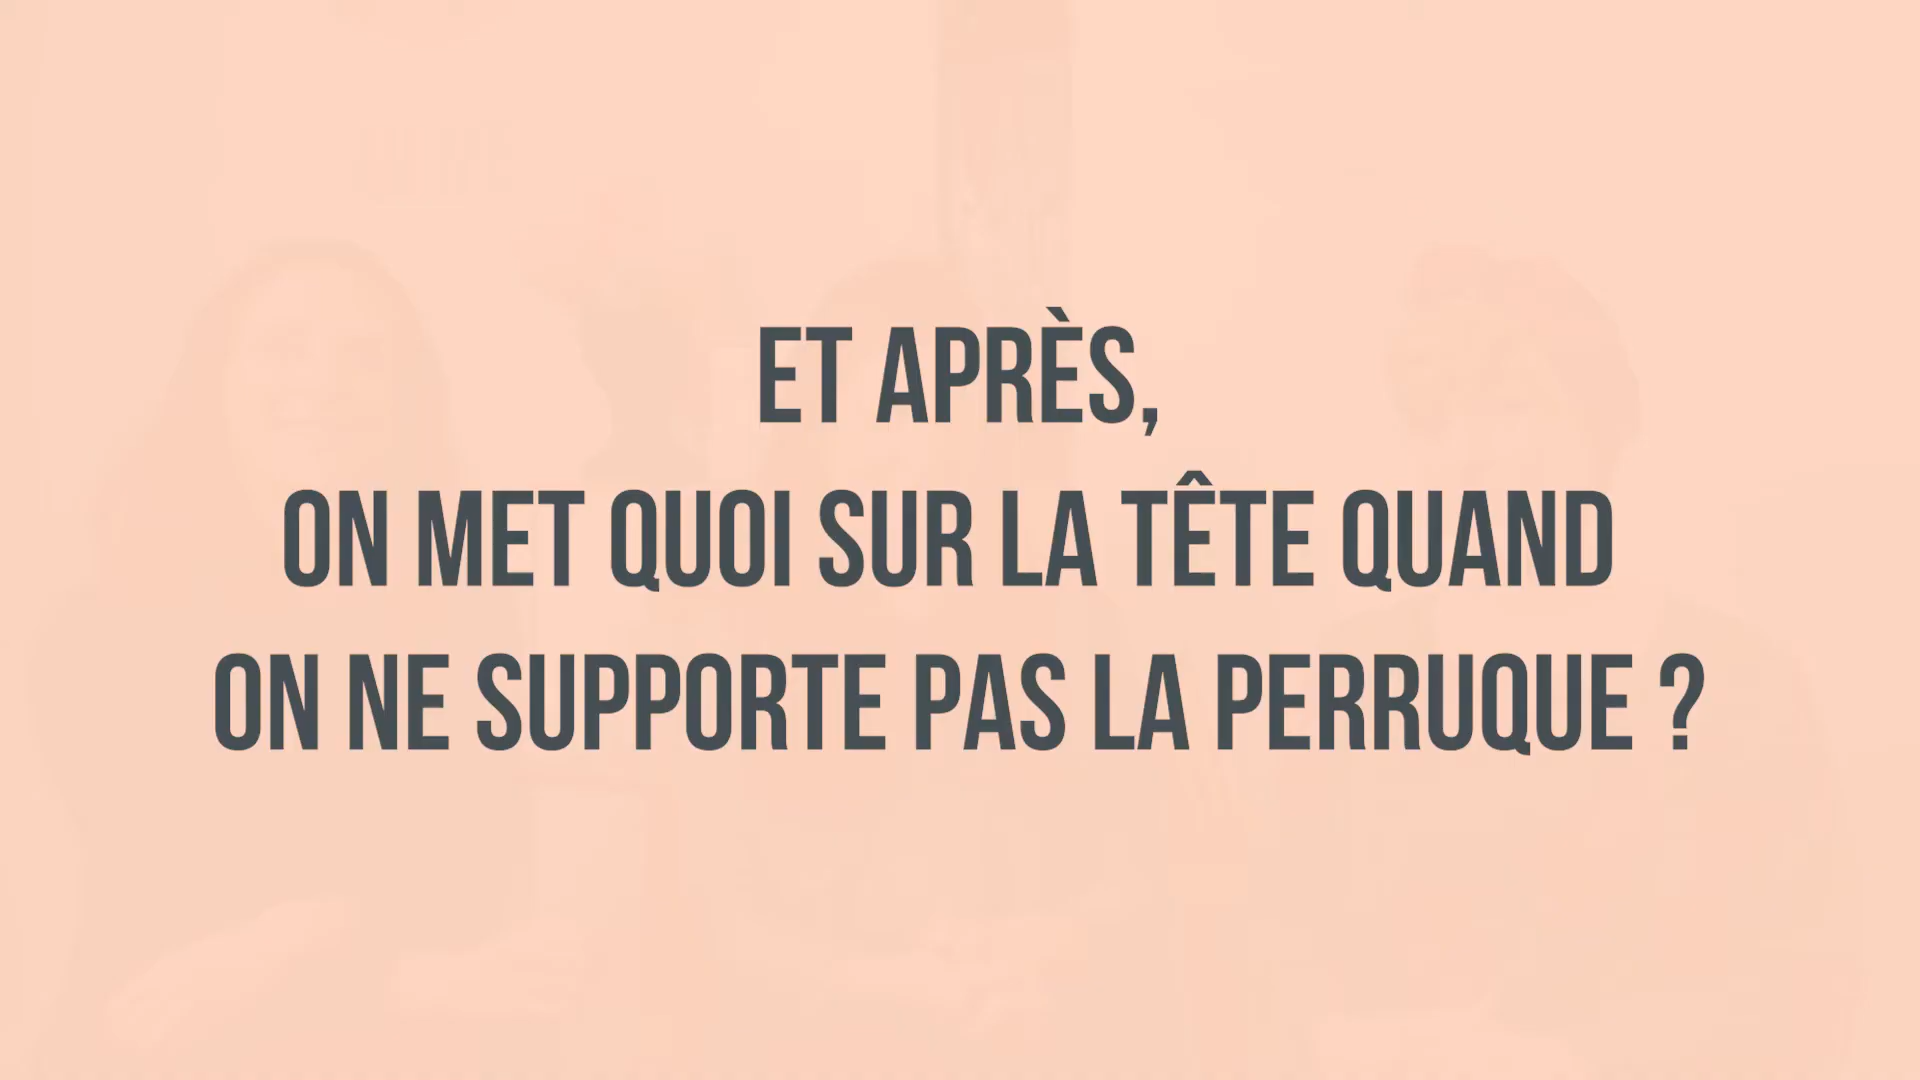 ET APRÈS,
ON MET QUOI SUR LA TÊTE QUAND
ON NE SUPPORTE PAS LA PERRUQUE ?